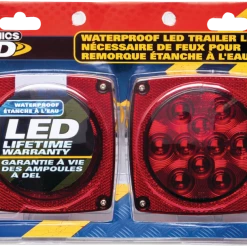 WATERPROOF LED TRAILER
NÉCESSAIRE DE FEUX POUR
REMORQUE ÉTANCHE À L'EAU
WATERPROOF
ÉTANCHE À L'EAU
LED
LIFETIME
WARRANTY
GARANTIE À VIE
DES AMPOULES
À DEL